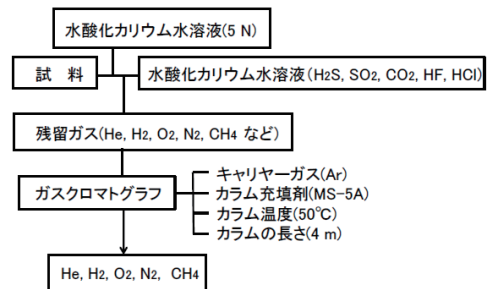 水酸化カリウム水溶液(5 N)
試　料
水酸化カリウム水溶液(H2S, SO2, CO2, HF, HCl)
残留ガス(He, H2, O2, N2, CH4 など)
ガスクロマトグラフ
キャリヤーガス(Ar)
カラム充填剤(MS-5A)
カラム温度(50℃)
カラムの長さ(4 m)
He, H2, O2, N2, CH4